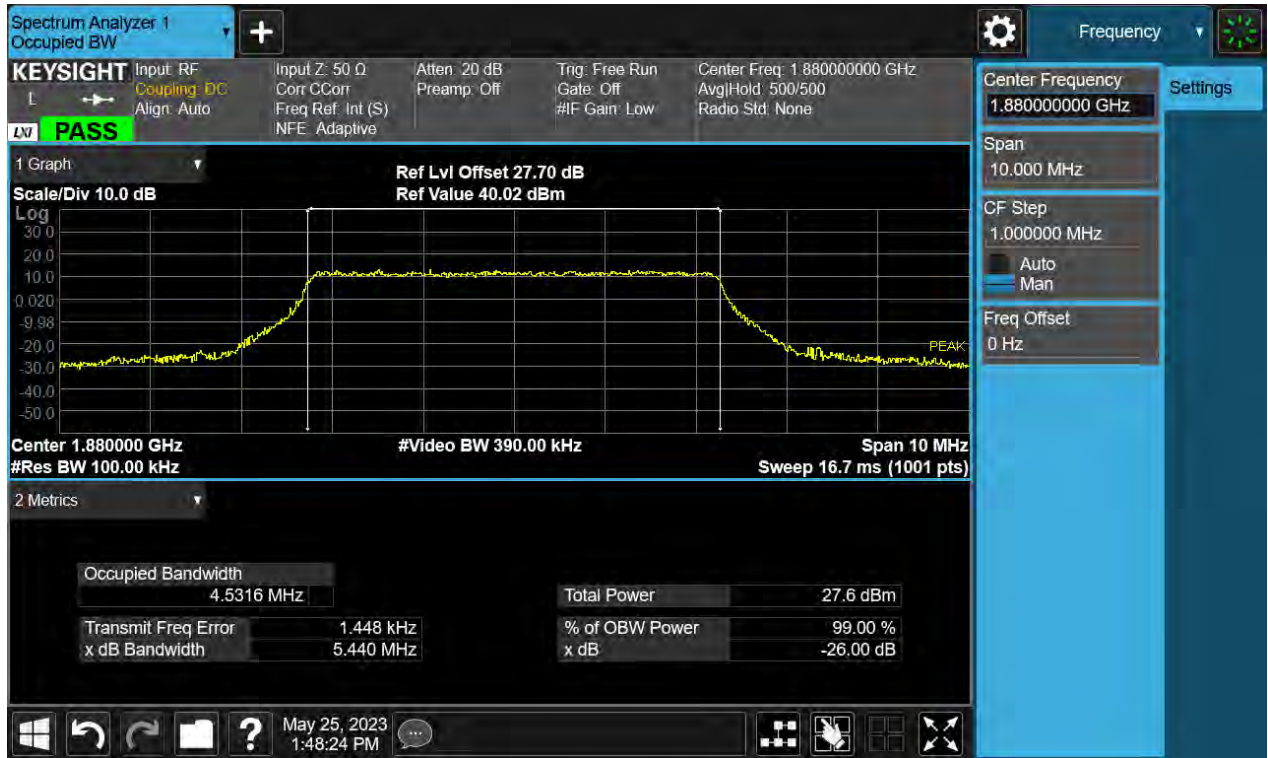 Spectrum Analyzer 1
Occupied BW
Frequency
KEYSIGHT
L
LXI
PASS
Input: RF
Coupling: DC
Align: Auto
Input Z: 50 Ω
Corr CCorr
Freq Ref: Int (S)
NFE: Adaptive
Atten: 20 dB
Preamp: Off
Trig: Free Run
Gate: Off
#IF Gain: Low
Center Freq: 1.880000000 GHz
Avg|Hold: 500/500
Radio Std: None
Center Frequency
1.880000000 GHz
Settings
Span
10.000 MHz
CF Step
1.000000 MHz
Auto
Man
Freq Offset
0 Hz
1 Graph
Ref Lvl Offset 27.70 dB
Scale/Div 10.0 dB
Ref Value 40.02 dBm
Log
30.0
20.0
10.0
0.020
-9.98
-20.0
-30.0
-40.0
-50.0
PEAK
Center 1.880000 GHz
#Video BW 390.00 kHz
Span 10 MHz
#Res BW 100.00 kHz
Sweep 16.7 ms (1001 pts)
2 Metrics
Occupied Bandwidth
4.5316 MHz
Total Power 27.6 dBm
Transmit Freq Error 1.448 kHz
% of OBW Power 99.00 %
x dB Bandwidth 5.440 MHz
x dB -26.00 dB
?
May 25, 2023
1:48:24 PM